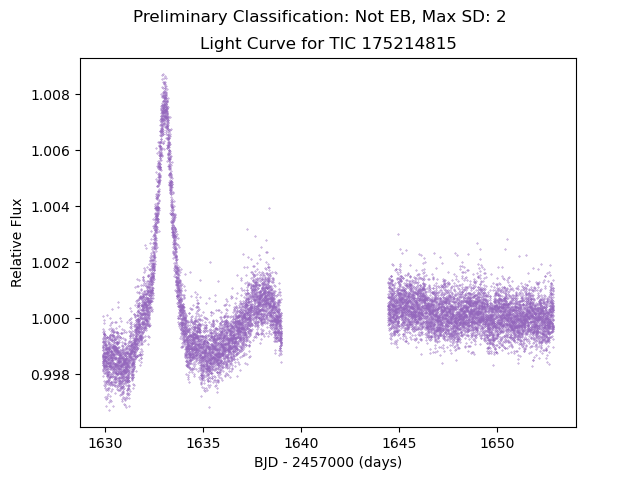 Preliminary Classification: Not EB, Max SD: 2
Light Curve for TIC 175214815
1.008
1.006
1.004
1.002
1.000
0.998
Relative Flux
1630 1635 1640 1645 1650
BJD - 2457000 (days)